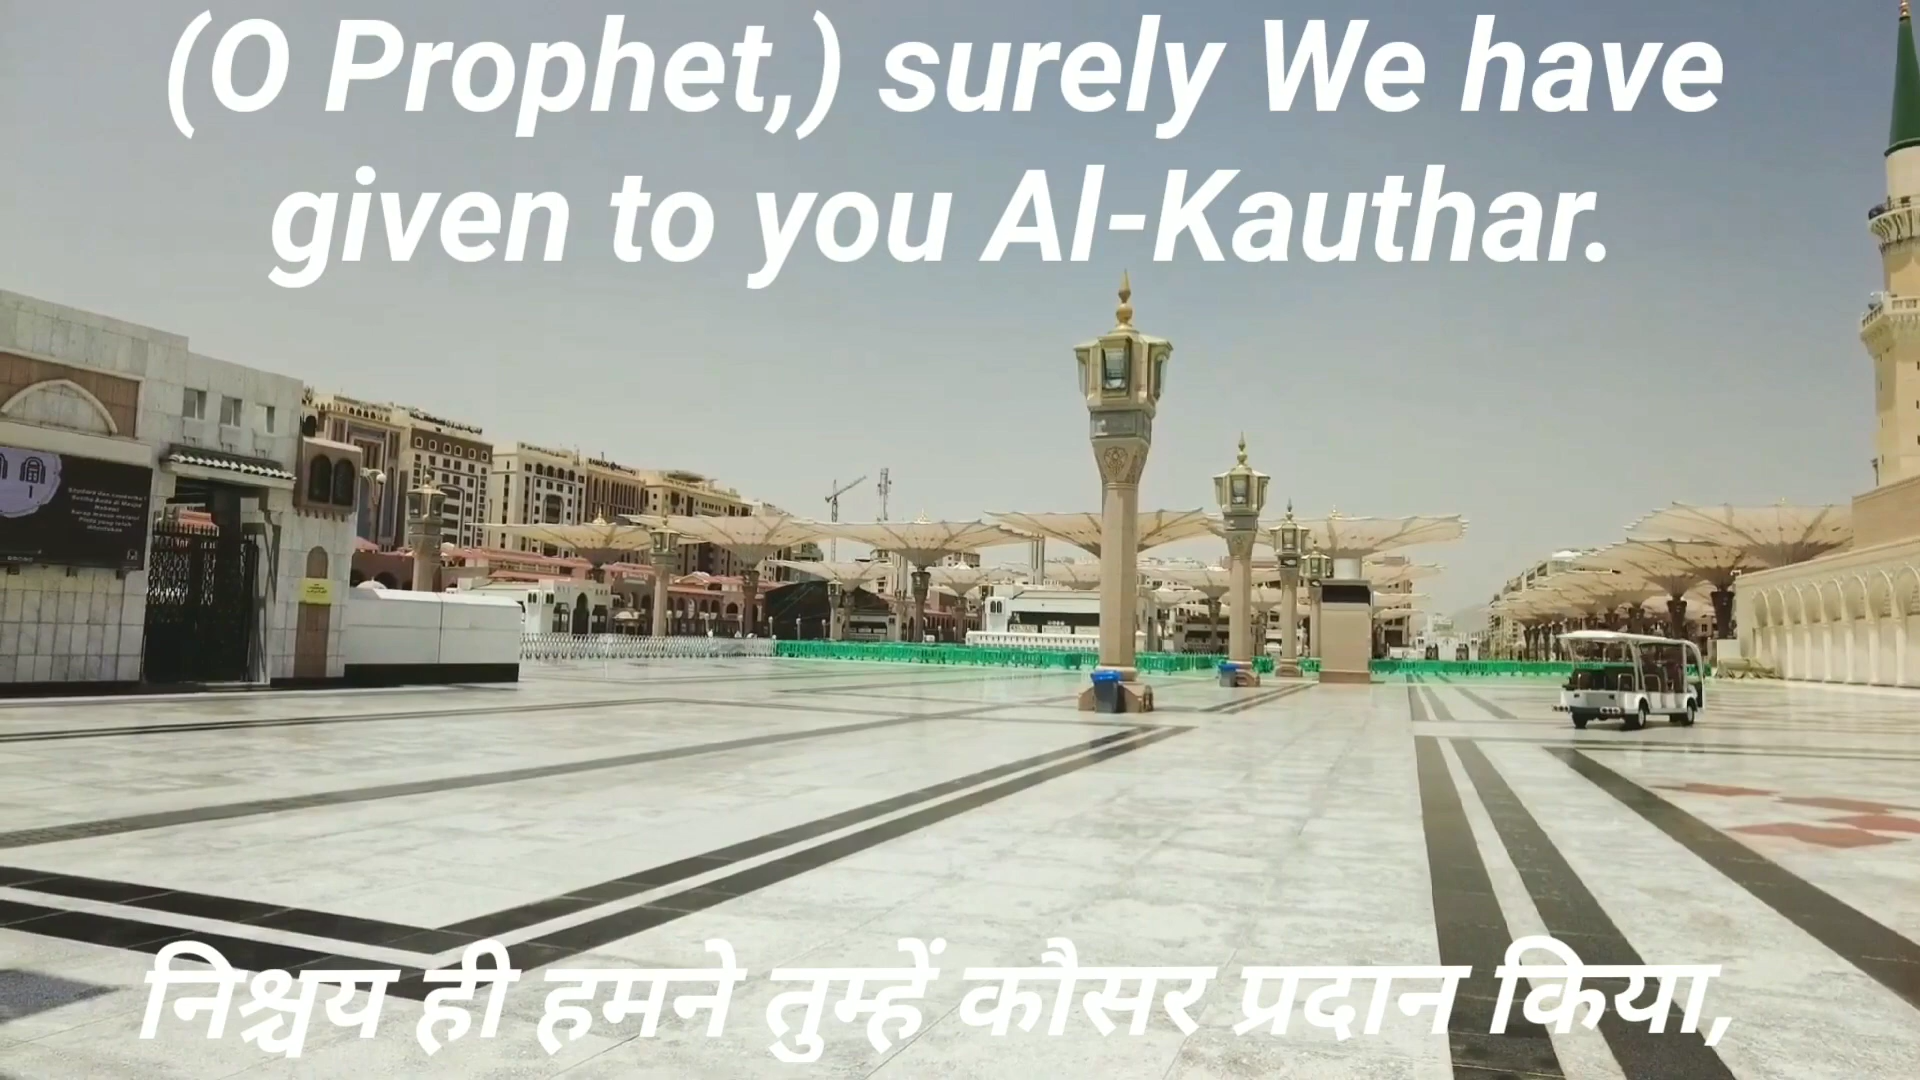 (O Prophet,) surely We have
given to you Al-Kauthar.
निश्चय ही हमने तुम्हें कौसर प्रदान किया,